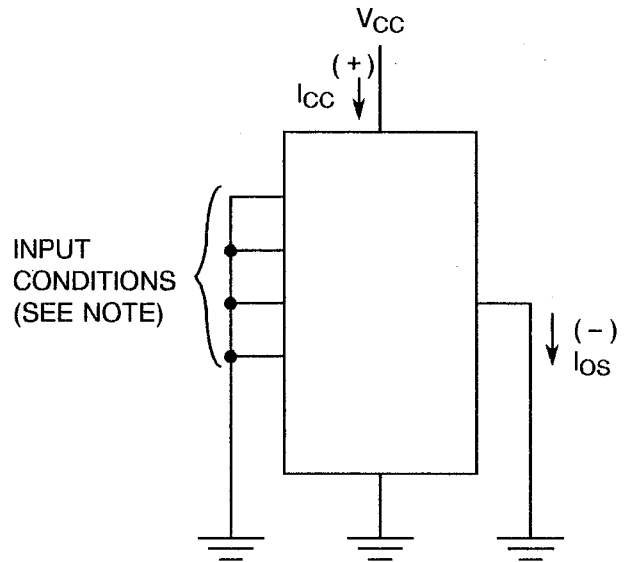 VCC
(+)
ICC
INPUT
CONDITIONS
(SEE NOTE)
(−)
IOS